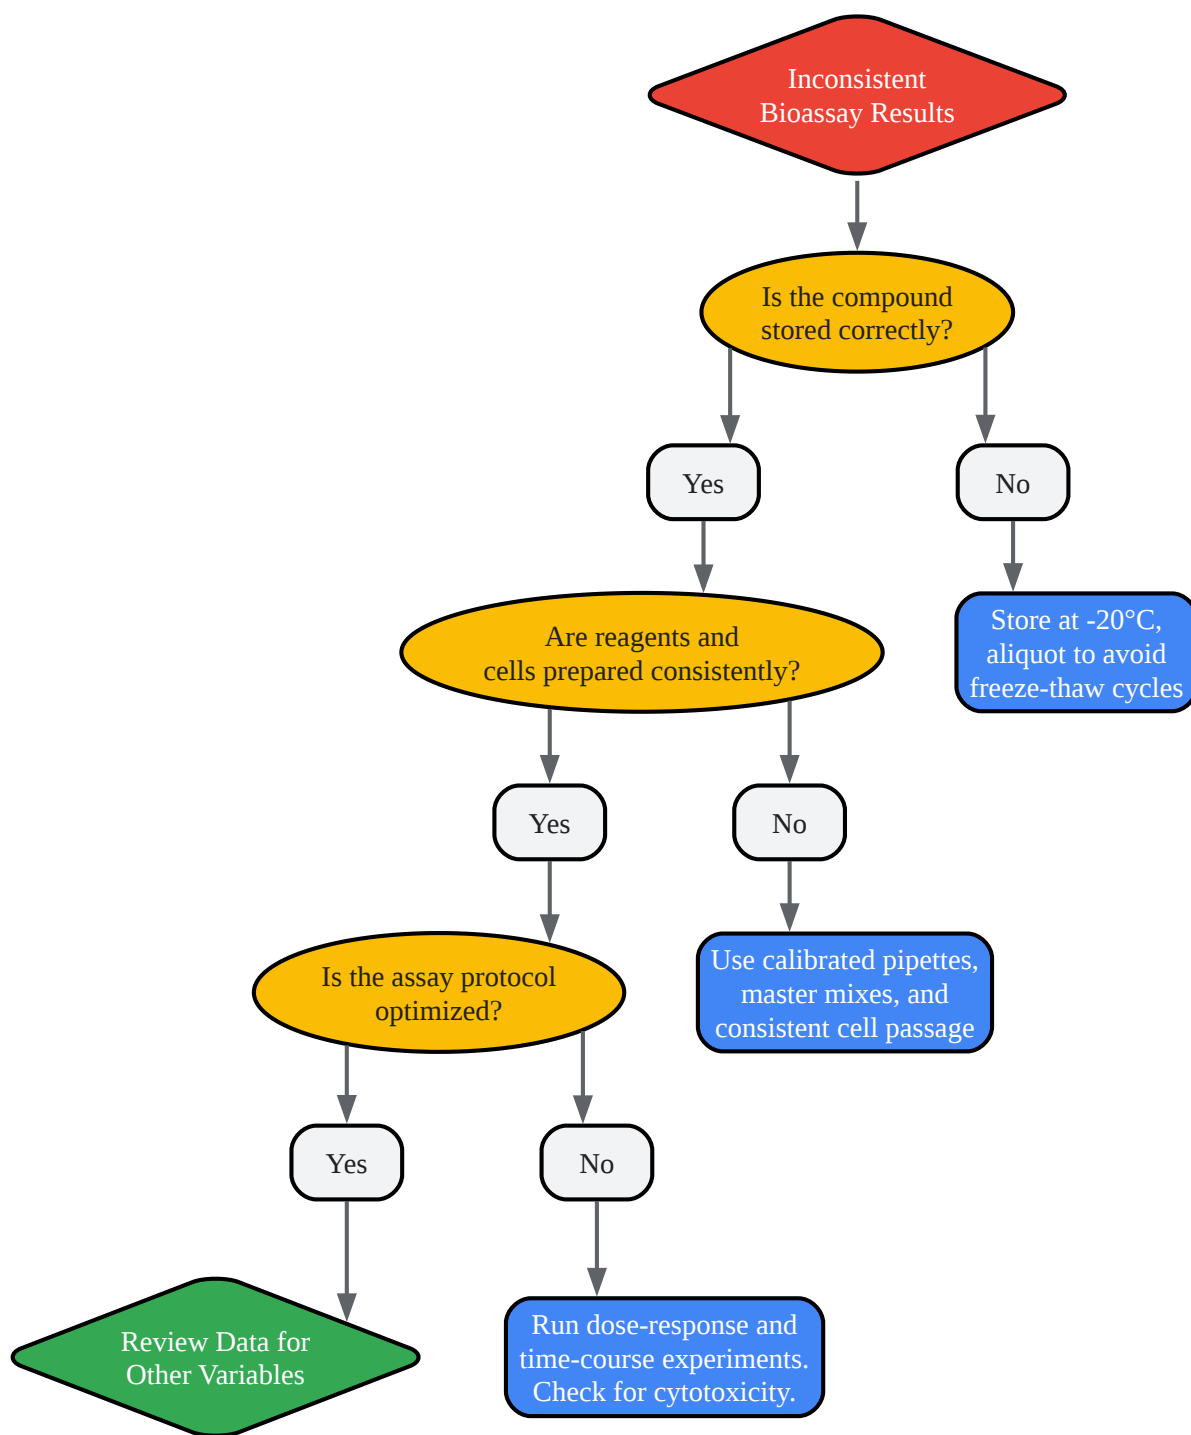 Inconsistent
Bioassay Results
Is the compound
stored correctly?
Yes
No
Store at -20°C,
aliquot to avoid
freeze-thaw cycles
Are reagents and
cells prepared consistently?
Yes
No
Use calibrated pipettes,
master mixes, and
consistent cell passage
Is the assay protocol
optimized?
Yes
No
Review Data for
Other Variables
Run dose-response and
time-course experiments.
Check for cytotoxicity.